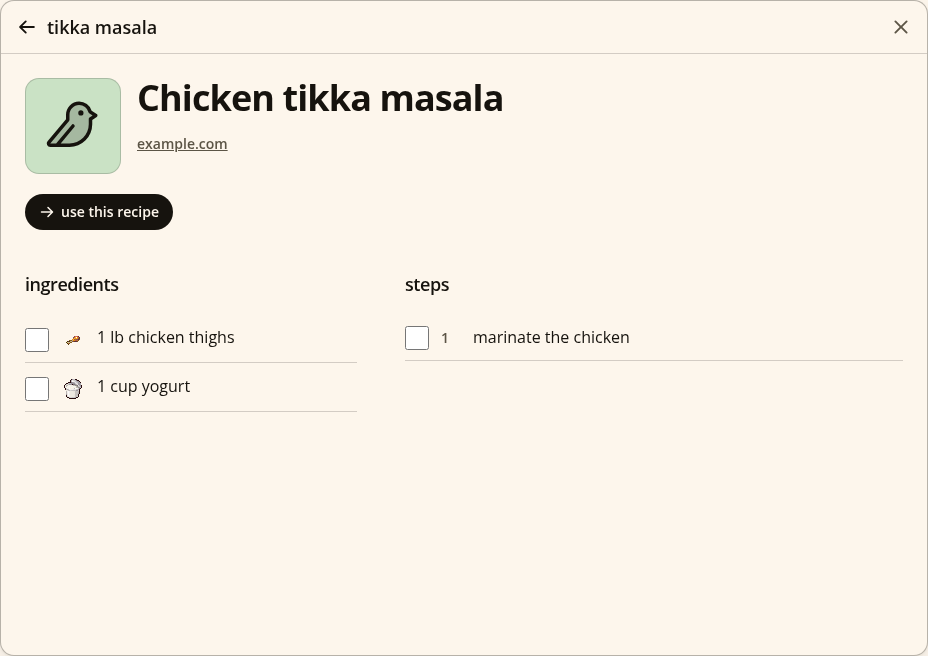 tikka masala
Chicken tikka masala
example.com
use this recipe
ingredients
1 lb chicken thighs
1 cup yogurt
steps
1 marinate the chicken